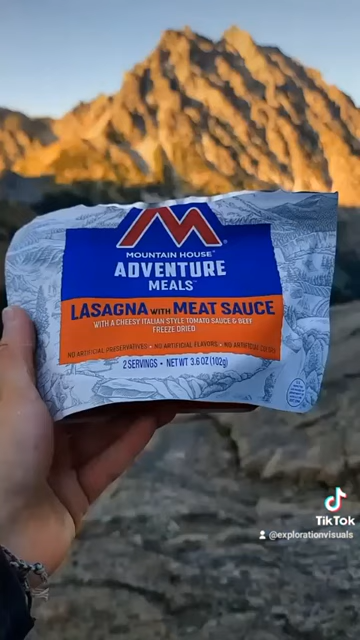 MOUNTAIN HOUSE®
ADVENTURE
MEALS™
LASAGNA WITH MEAT SAUCE
WITH A CHEESY ITALIAN STYLE TOMATO SAUCE & BEEF
FREEZE DRIED
NO ARTIFICIAL PRESERVATIVES • NO ARTIFICIAL FLAVORS • NO ARTIFICIAL COLORS
2 SERVINGS • NET WT 3.6 OZ (102g)
TikTok
@explorationvisuals